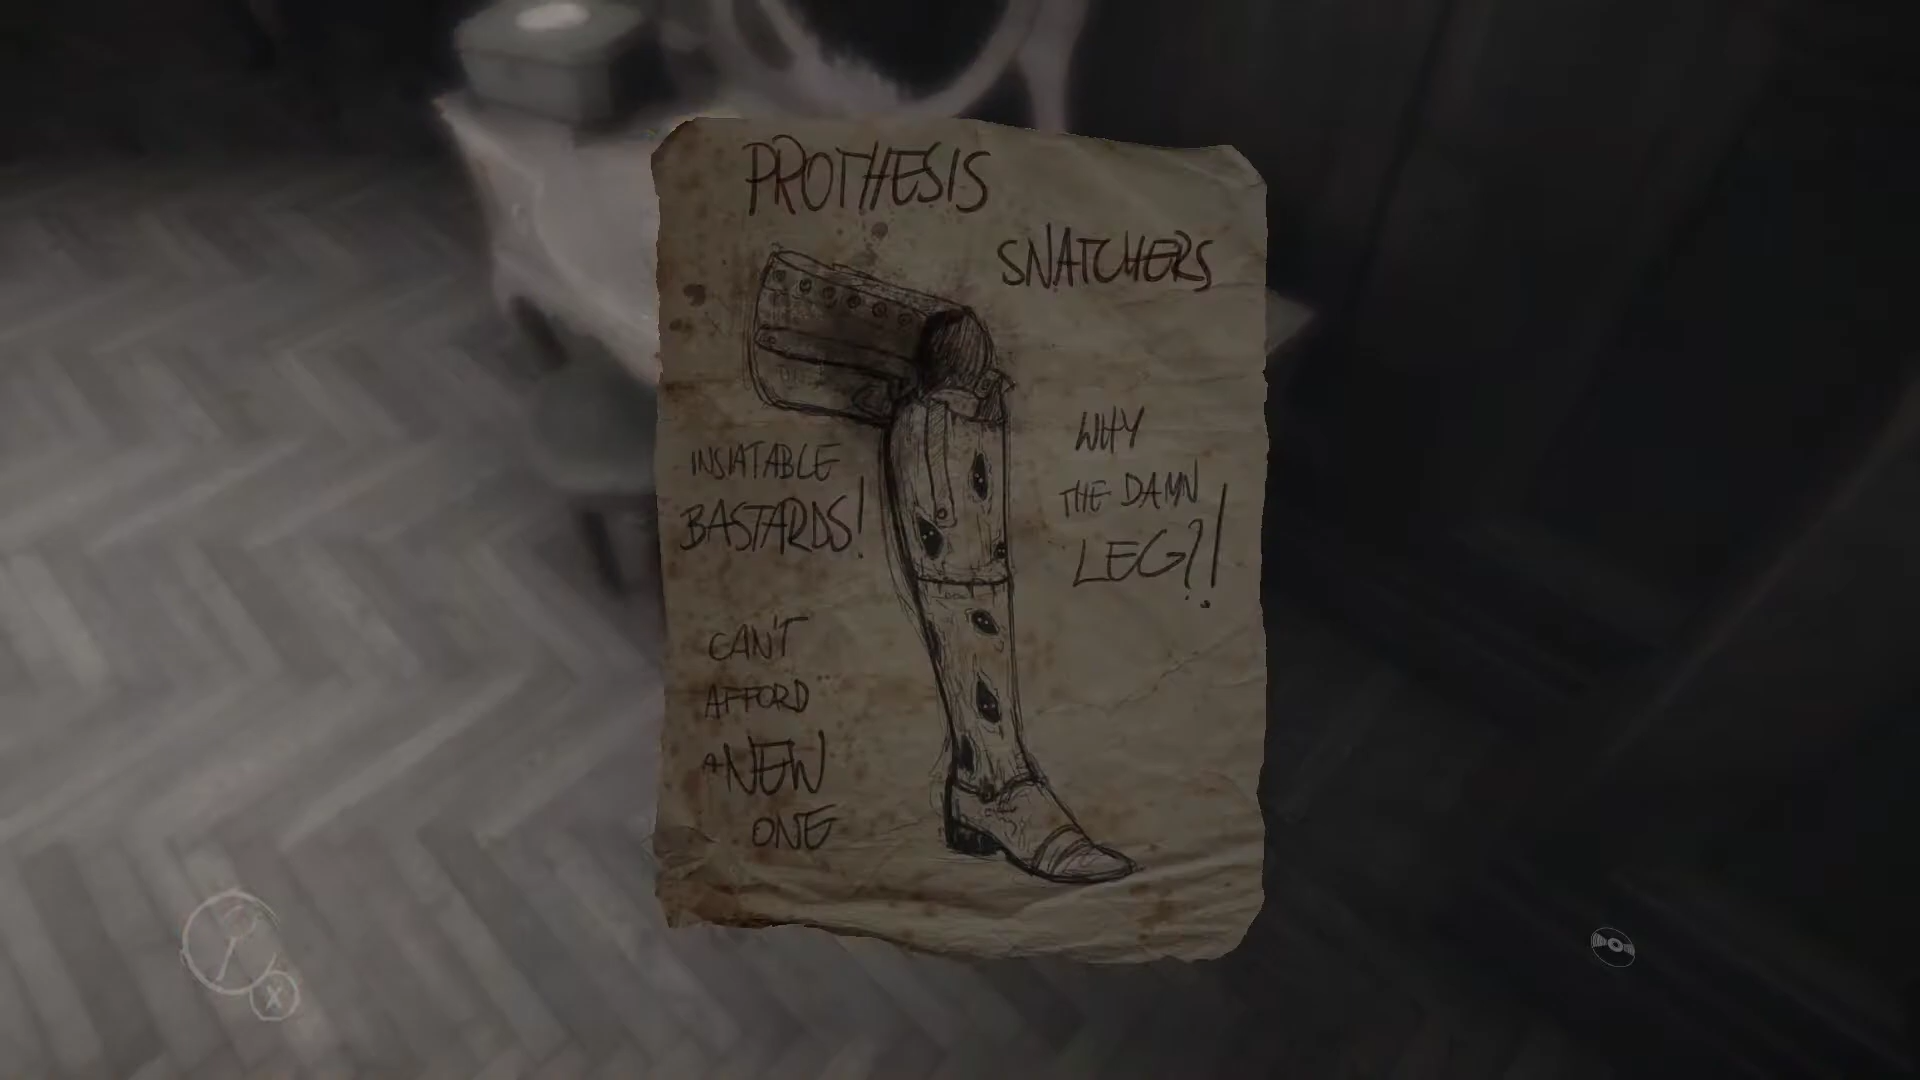 PROTHESIS
SNATCHERS
INSIATABLE
BASTARDS!
WHY
THE DAMN
LEG?!
CAN'T
AFFORD
A NEW
ONE
X